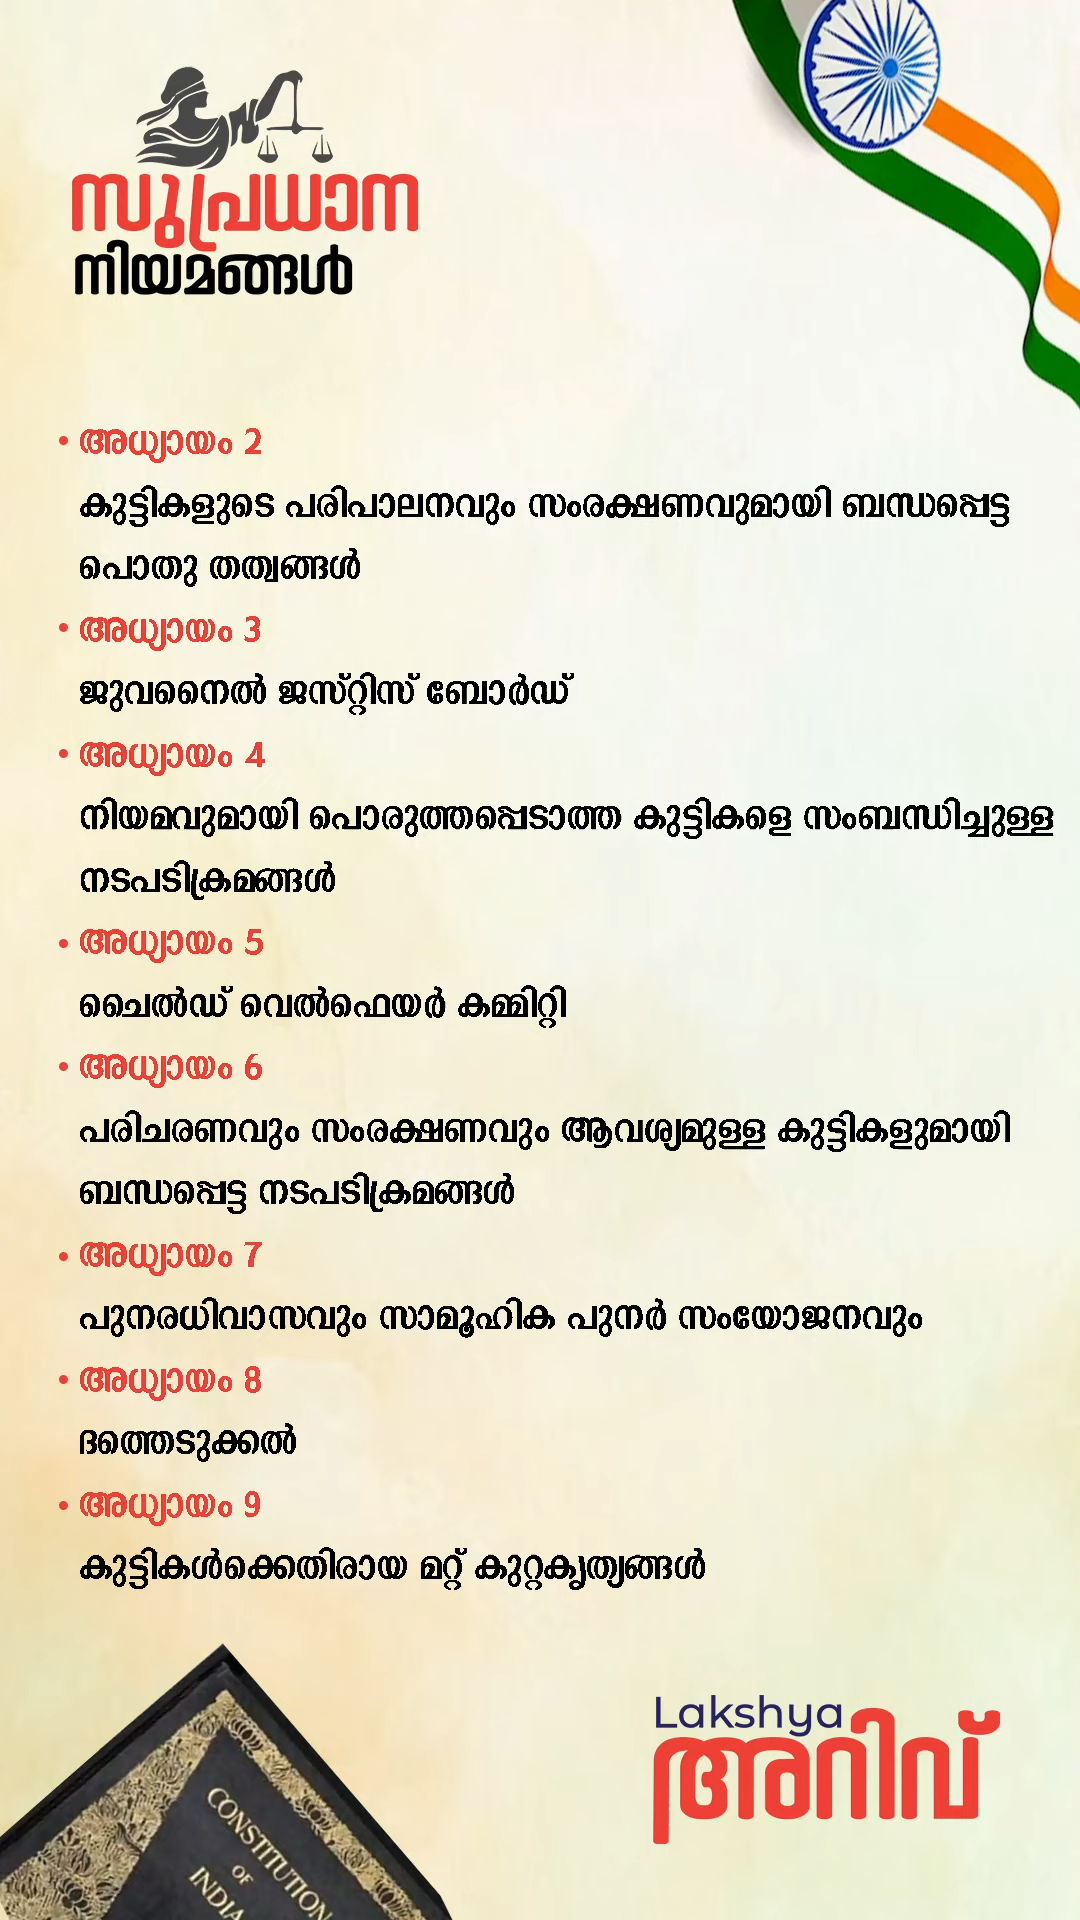 സുപ്രധാന
നിയമങ്ങൾ
• അധ്യായം 2
കുട്ടികളുടെ പരിപാലനവും സംരക്ഷണവുമായി ബന്ധപ്പെട്ട
പൊതു തത്വങ്ങൾ
• അധ്യായം 3
ജുവനൈൽ ജസ്റ്റിസ് ബോർഡ്
• അധ്യായം 4
നിയമവുമായി പൊരുത്തപ്പെടാത്ത കുട്ടികളെ സംബന്ധിച്ചുള്ള
നടപടിക്രമങ്ങൾ
• അധ്യായം 5
ചൈൽഡ് വെൽഫെയർ കമ്മിറ്റി
• അധ്യായം 6
പരിചരണവും സംരക്ഷണവും ആവശ്യമുള്ള കുട്ടികളുമായി
ബന്ധപ്പെട്ട നടപടിക്രമങ്ങൾ
• അധ്യായം 7
പുനരധിവാസവും സാമൂഹിക പുനർ സംയോജനവും
• അധ്യായം 8
ദത്തെടുക്കൽ
• അധ്യായം 9
കുട്ടികൾക്കെതിരായ മറ്റ് കുറ്റകൃത്യങ്ങൾ
CONSTITUTION
OF
INDIA
Lakshya
അറിവ്